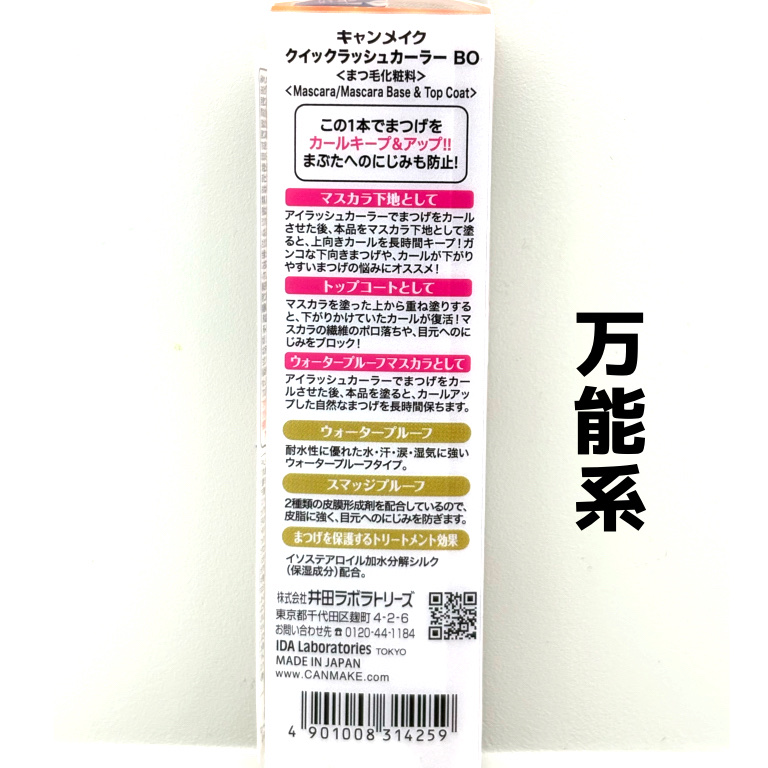 キャンメイク
クイックラッシュカーラー BO
<まつ毛化粧料>
<Mascara/Mascara Base & Top Coat>
この1本でまつげを
カールキープ&アップ!!
まぶたへのにじみも防止!
マスカラ下地として
アイラッシュカーラーでまつげをカール
させた後、本品をマスカラ下地として塗
ると、上向きカールを長時間キープ!ガ
ンコな下向きまつげや、カールが下がり
やすいまつげの悩みにオススメ!
トップコートとして
マスカラを塗った上から重ね塗りする
と、下がりかけていたカールが復活!マ
スカラの繊維のポロ落ちや、目元へのに
じみをブロック!
ウォータープルーフマスカラとして
アイラッシュカーラーでまつげをカー
ルさせた後、本品を塗ると、カールアッ
プした自然なまつげを長時間保ちます。
ウォータープルーフ
耐水性に優れた水・汗・涙・湿気に強い
ウォータープルーフタイプ。
スマッジプルーフ
2種類の皮膜形成剤を配合しているので、
皮脂に強く、目元へのにじみを防ぎます。
まつげを保護するトリートメント効果
イソステアロイル加水分解シルク
(保湿成分)配合。
株式会社 井田ラボラトリーズ
東京都千代田区麹町4-2-6
お問い合わせ先☎0120-44-1184
IDA Laboratories TOKYO
MADE IN JAPAN
www.CANMAKE.com
4 901008 314259
万能系